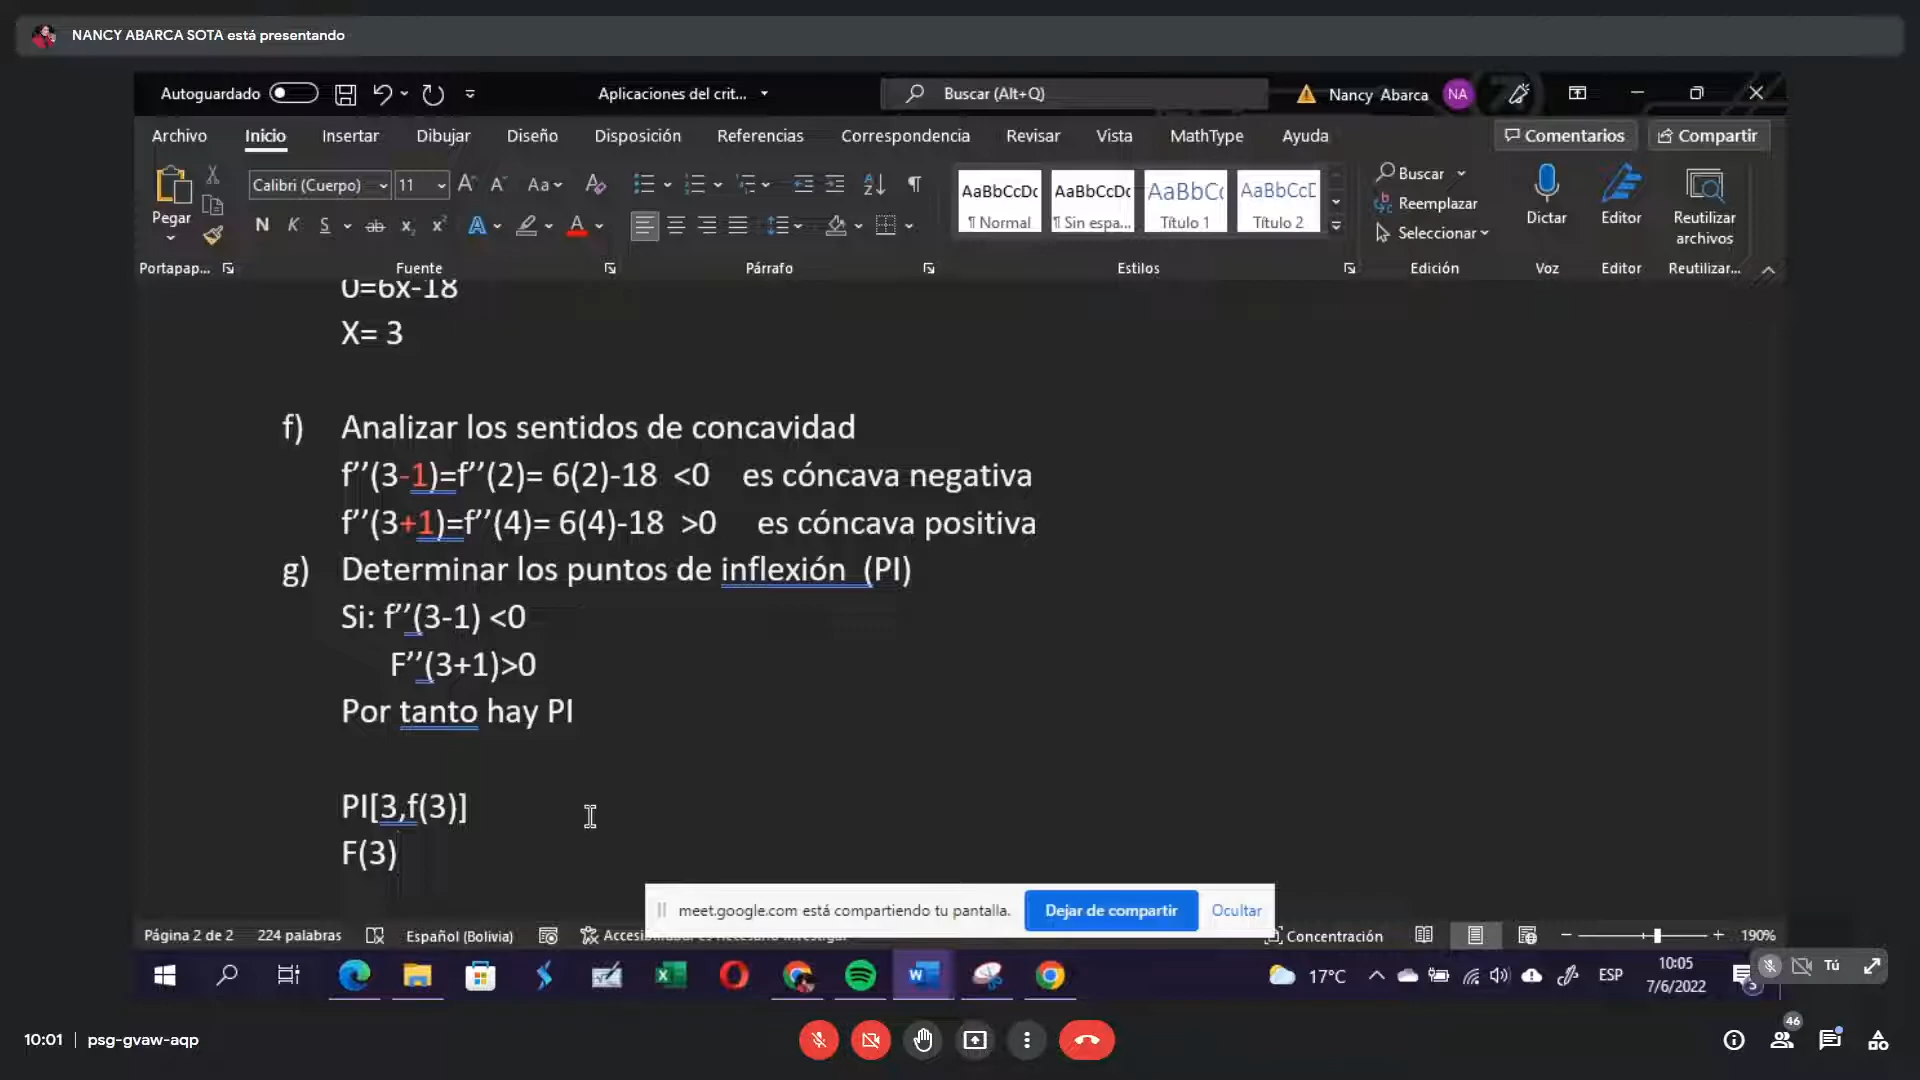 NANCY ABARCA SOTA está presentando
Autoguardado
Aplicaciones del crit...
Buscar (Alt+Q)
Nancy Abarca
NA
Archivo Inicio Insertar Dibujar Diseño Disposición Referencias Correspondencia Revisar Vista MathType Ayuda
Comentarios
Compartir
Pegar
Calibri (Cuerpo) 11
N K S ab x₂ x²
AaBbCcDc AaBbCcDc AaBbCc AaBbCcD
¶ Normal ¶ Sin espa... Título 1 Título 2
Buscar
Reemplazar
Seleccionar
Dictar
Editor
Reutilizar
archivos
Portapap... Fuente Párrafo Estilos Edición Voz Editor Reutilizar...
0=6x-18
X= 3
f) Analizar los sentidos de concavidad
f’’(3-1)=f’’(2)= 6(2)-18 <0 es cóncava negativa
f’’(3+1)=f’’(4)= 6(4)-18 >0 es cóncava positiva
g) Determinar los puntos de inflexión (PI)
Si: f’’(3-1) <0
F’’(3+1)>0
Por tanto hay PI
PI[3,f(3)]
F(3)
meet.google.com está compartiendo tu pantalla.
Dejar de compartir
Ocultar
Página 2 de 2 224 palabras Español (Bolivia) Concentración 190%
17°C ESP
10:05
7/6/2022
Tú
10:01 | psg-gvaw-aqp
46